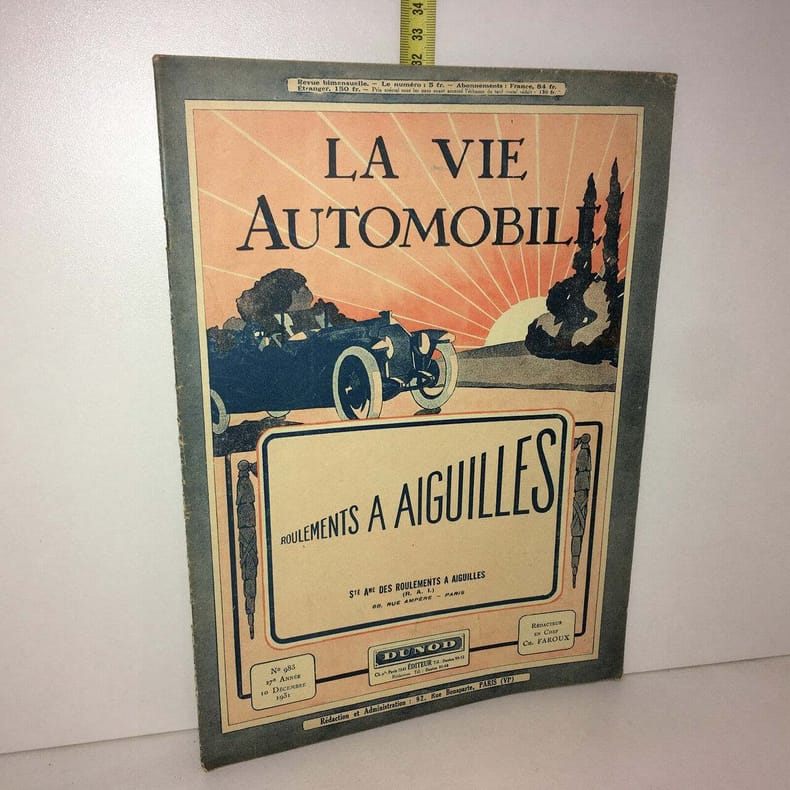 34
33
32
Revue bimensuelle. — Le numéro : 5 fr. — Abonnements : France, 84 fr.
Étranger, 150 fr. —
LA VIE
AUTOMOBILE
ROULEMENTS A AIGUILLES
Sté Ame DES ROULEMENTS A AIGUILLES
(R. A. I.)
RUE AMPÈRE — PARIS
DUNOD
ÉDITEUR
RÉDACTEUR
EN CHEF
CH. FAROUX
No 983
27e ANNÉE
10 DÉCEMBRE
1931
Rédaction et Administration : 92, Rue Bonaparte, PARIS (VIe)